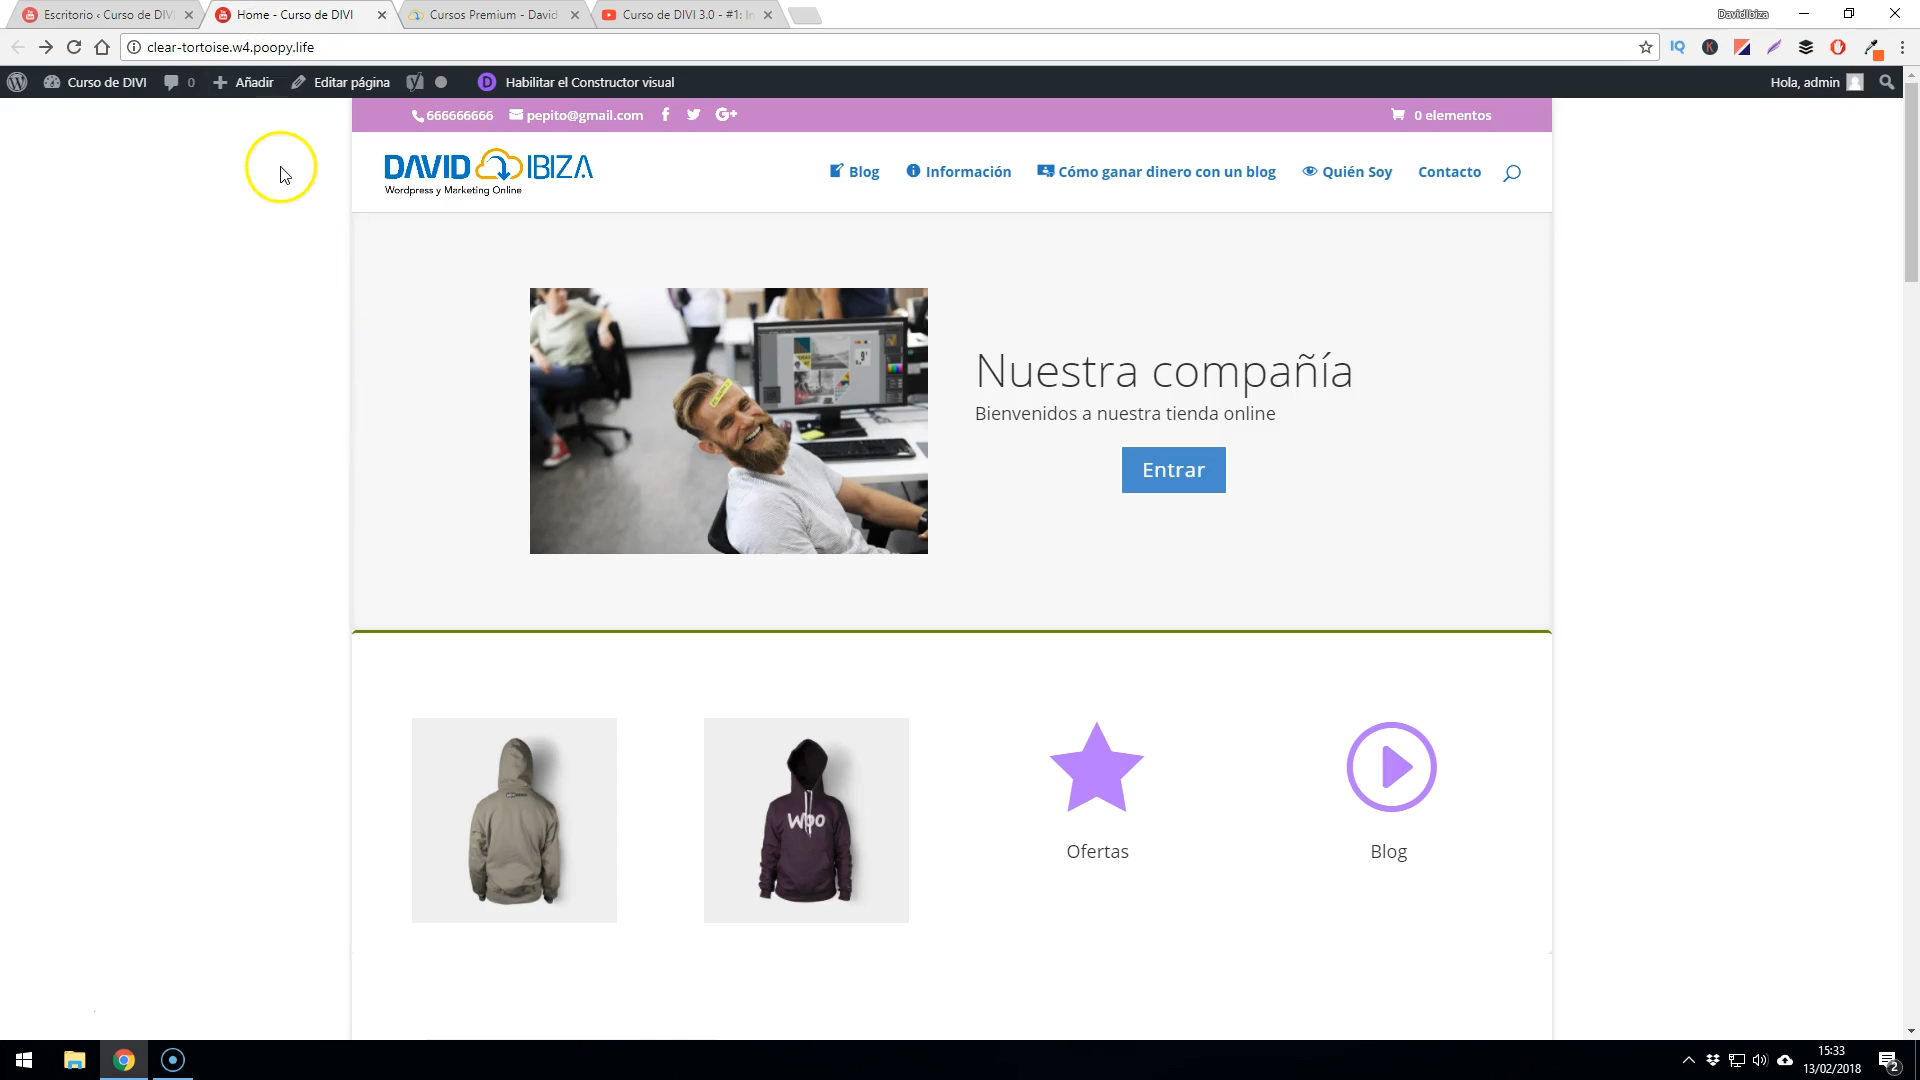 Escritorio ‹ Curso de DIVI
Home - Curso de DIVI
Cursos Premium - David
Curso de DIVI 3.0 - #1: In
DavidIbiza
clear-tortoise.w4.poopy.life
IQ
K
Curso de DIVI
0
Añadir
Editar página
D
Habilitar el Constructor visual
Hola, admin
666666666
pepito@gmail.com
0 elementos
DAVID IBIZA
Wordpress y Marketing Online
Blog
Información
Cómo ganar dinero con un blog
Quién Soy
Contacto
Nuestra compañía
Bienvenidos a nuestra tienda online
Entrar
Woo
Ofertas
Blog
15:33
13/02/2018
2